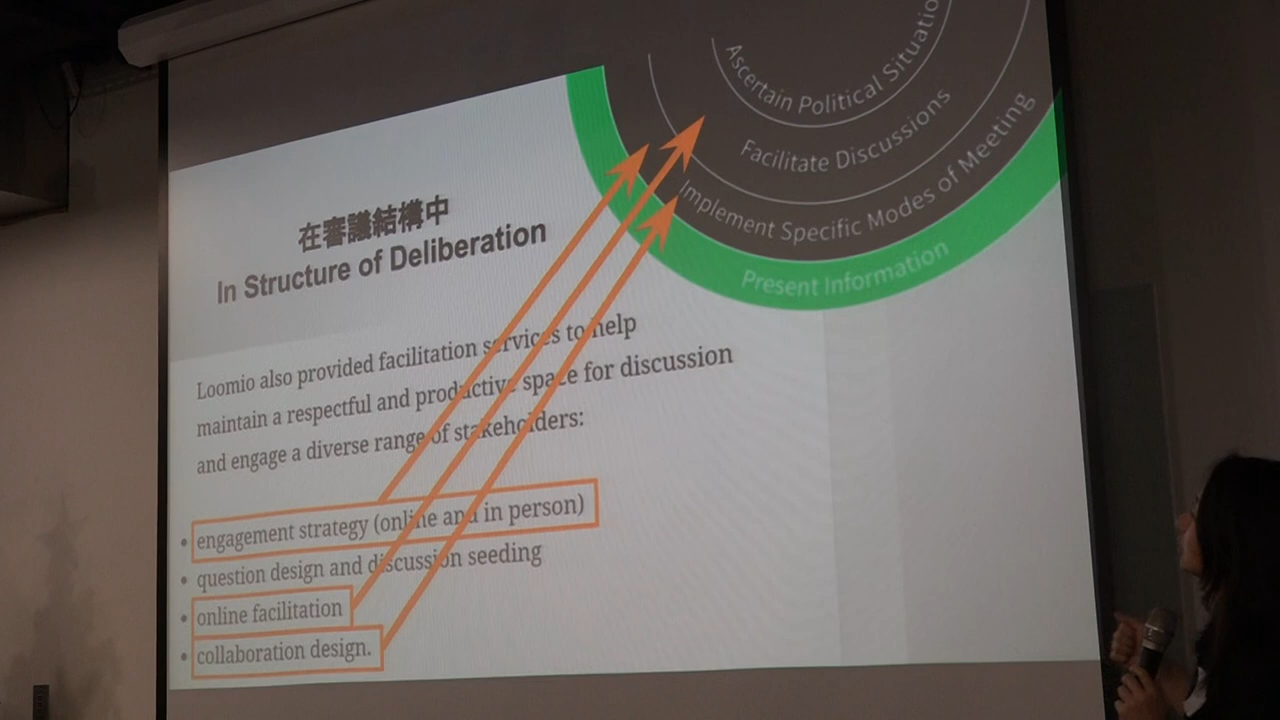 在審議結構中
In Structure of Deliberation
Loomio also provided facilitation services to help
maintain a respectful and productive space for discussion
and engage a diverse range of stakeholders:
• engagement strategy (online and in person)
• question design and discussion seeding
• online facilitation
• collaboration design.
Ascertain Political Situatio
Facilitate Discussions
Implement Specific Modes of Meeting
Present Information